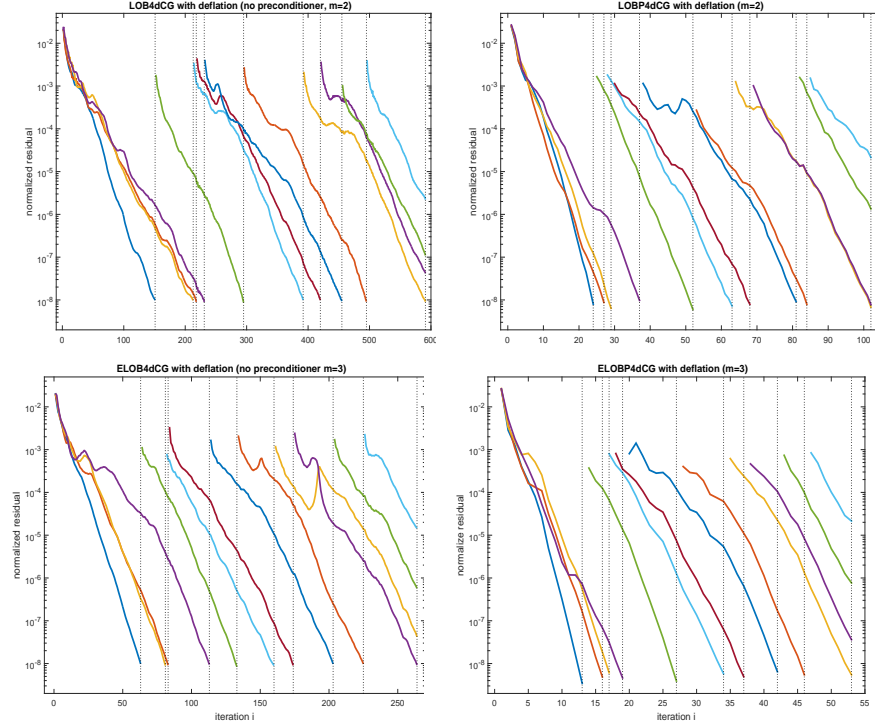 LOB4dCG with deflation (no preconditioner, m=2)
normalized residual
10-2
10-3
10-4
10-5
10-6
10-7
10-8
0 100 200 300 400 500 600
LOBP4dCG with deflation (m=2)
normalized residual
10-2
10-3
10-4
10-5
10-6
10-7
10-8
0 10 20 30 40 50 60 70 80 90 100
ELOB4dCG with deflation (no preconditioner m=3)
normalized residual
10-2
10-3
10-4
10-5
10-6
10-7
10-8
0 50 100 150 200 250
iteration i
ELOBP4dCG with deflation (m=3)
normalize residual
10-2
10-3
10-4
10-5
10-6
10-7
10-8
0 5 10 15 20 25 30 35 40 45 50 55
iteration i